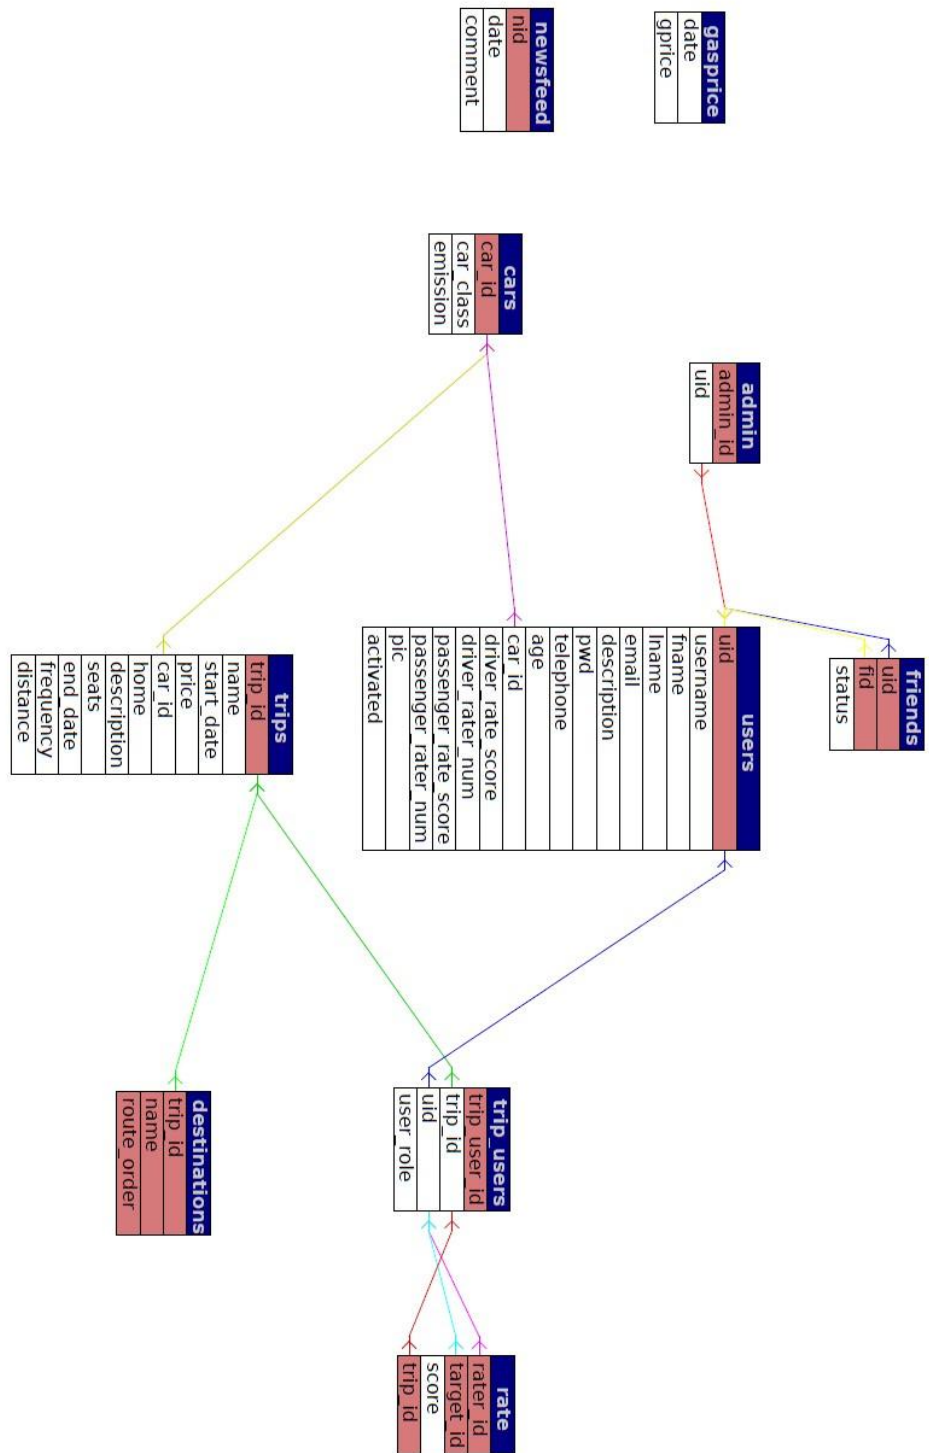 gasprice
date
gprice
newsfeed
nid
date
comment
cars
car_id
car_class
emission
admin
admin_id
uid
friends
uid
fid
status
users
uid
username
fname
lname
email
description
pwd
telephone
age
car_id
driver_rate_score
driver_rater_num
passenger_rate_score
passenger_rater_num
pic
activated
trips
trip_id
name
start_date
price
car_id
home
description
seats
end_date
frequency
distance
trip_users
trip_user_id
trip_id
uid
user_role
destinations
trip_id
name
route_order
rate
rater_id
target_id
score
trip_id